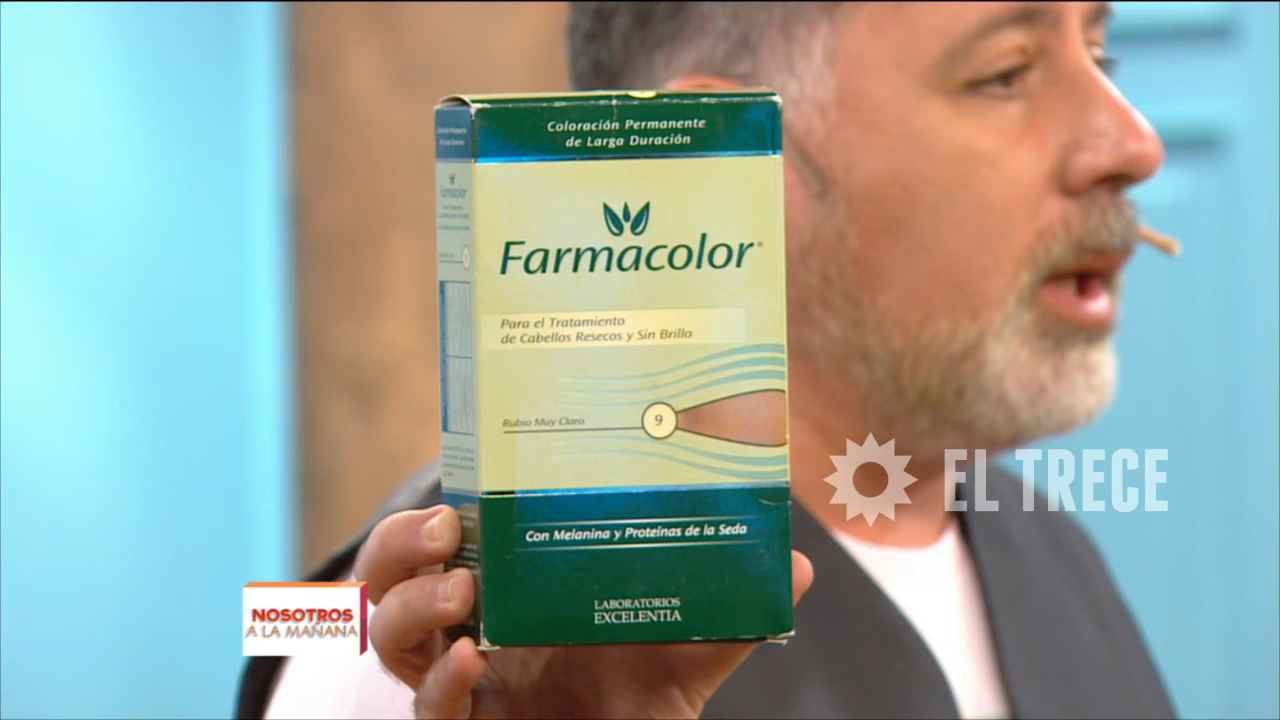 Coloración Permanente
de Larga Duración
Farmacolor®
Para el Tratamiento
de Cabellos Resecos y Sin Brillo
Rubio Muy Claro
9
Con Melanina y Proteínas de la Seda
LABORATORIOS
EXCELENTIA
Farmacolor
EL TRECE
NOSOTROS
A LA MAÑANA